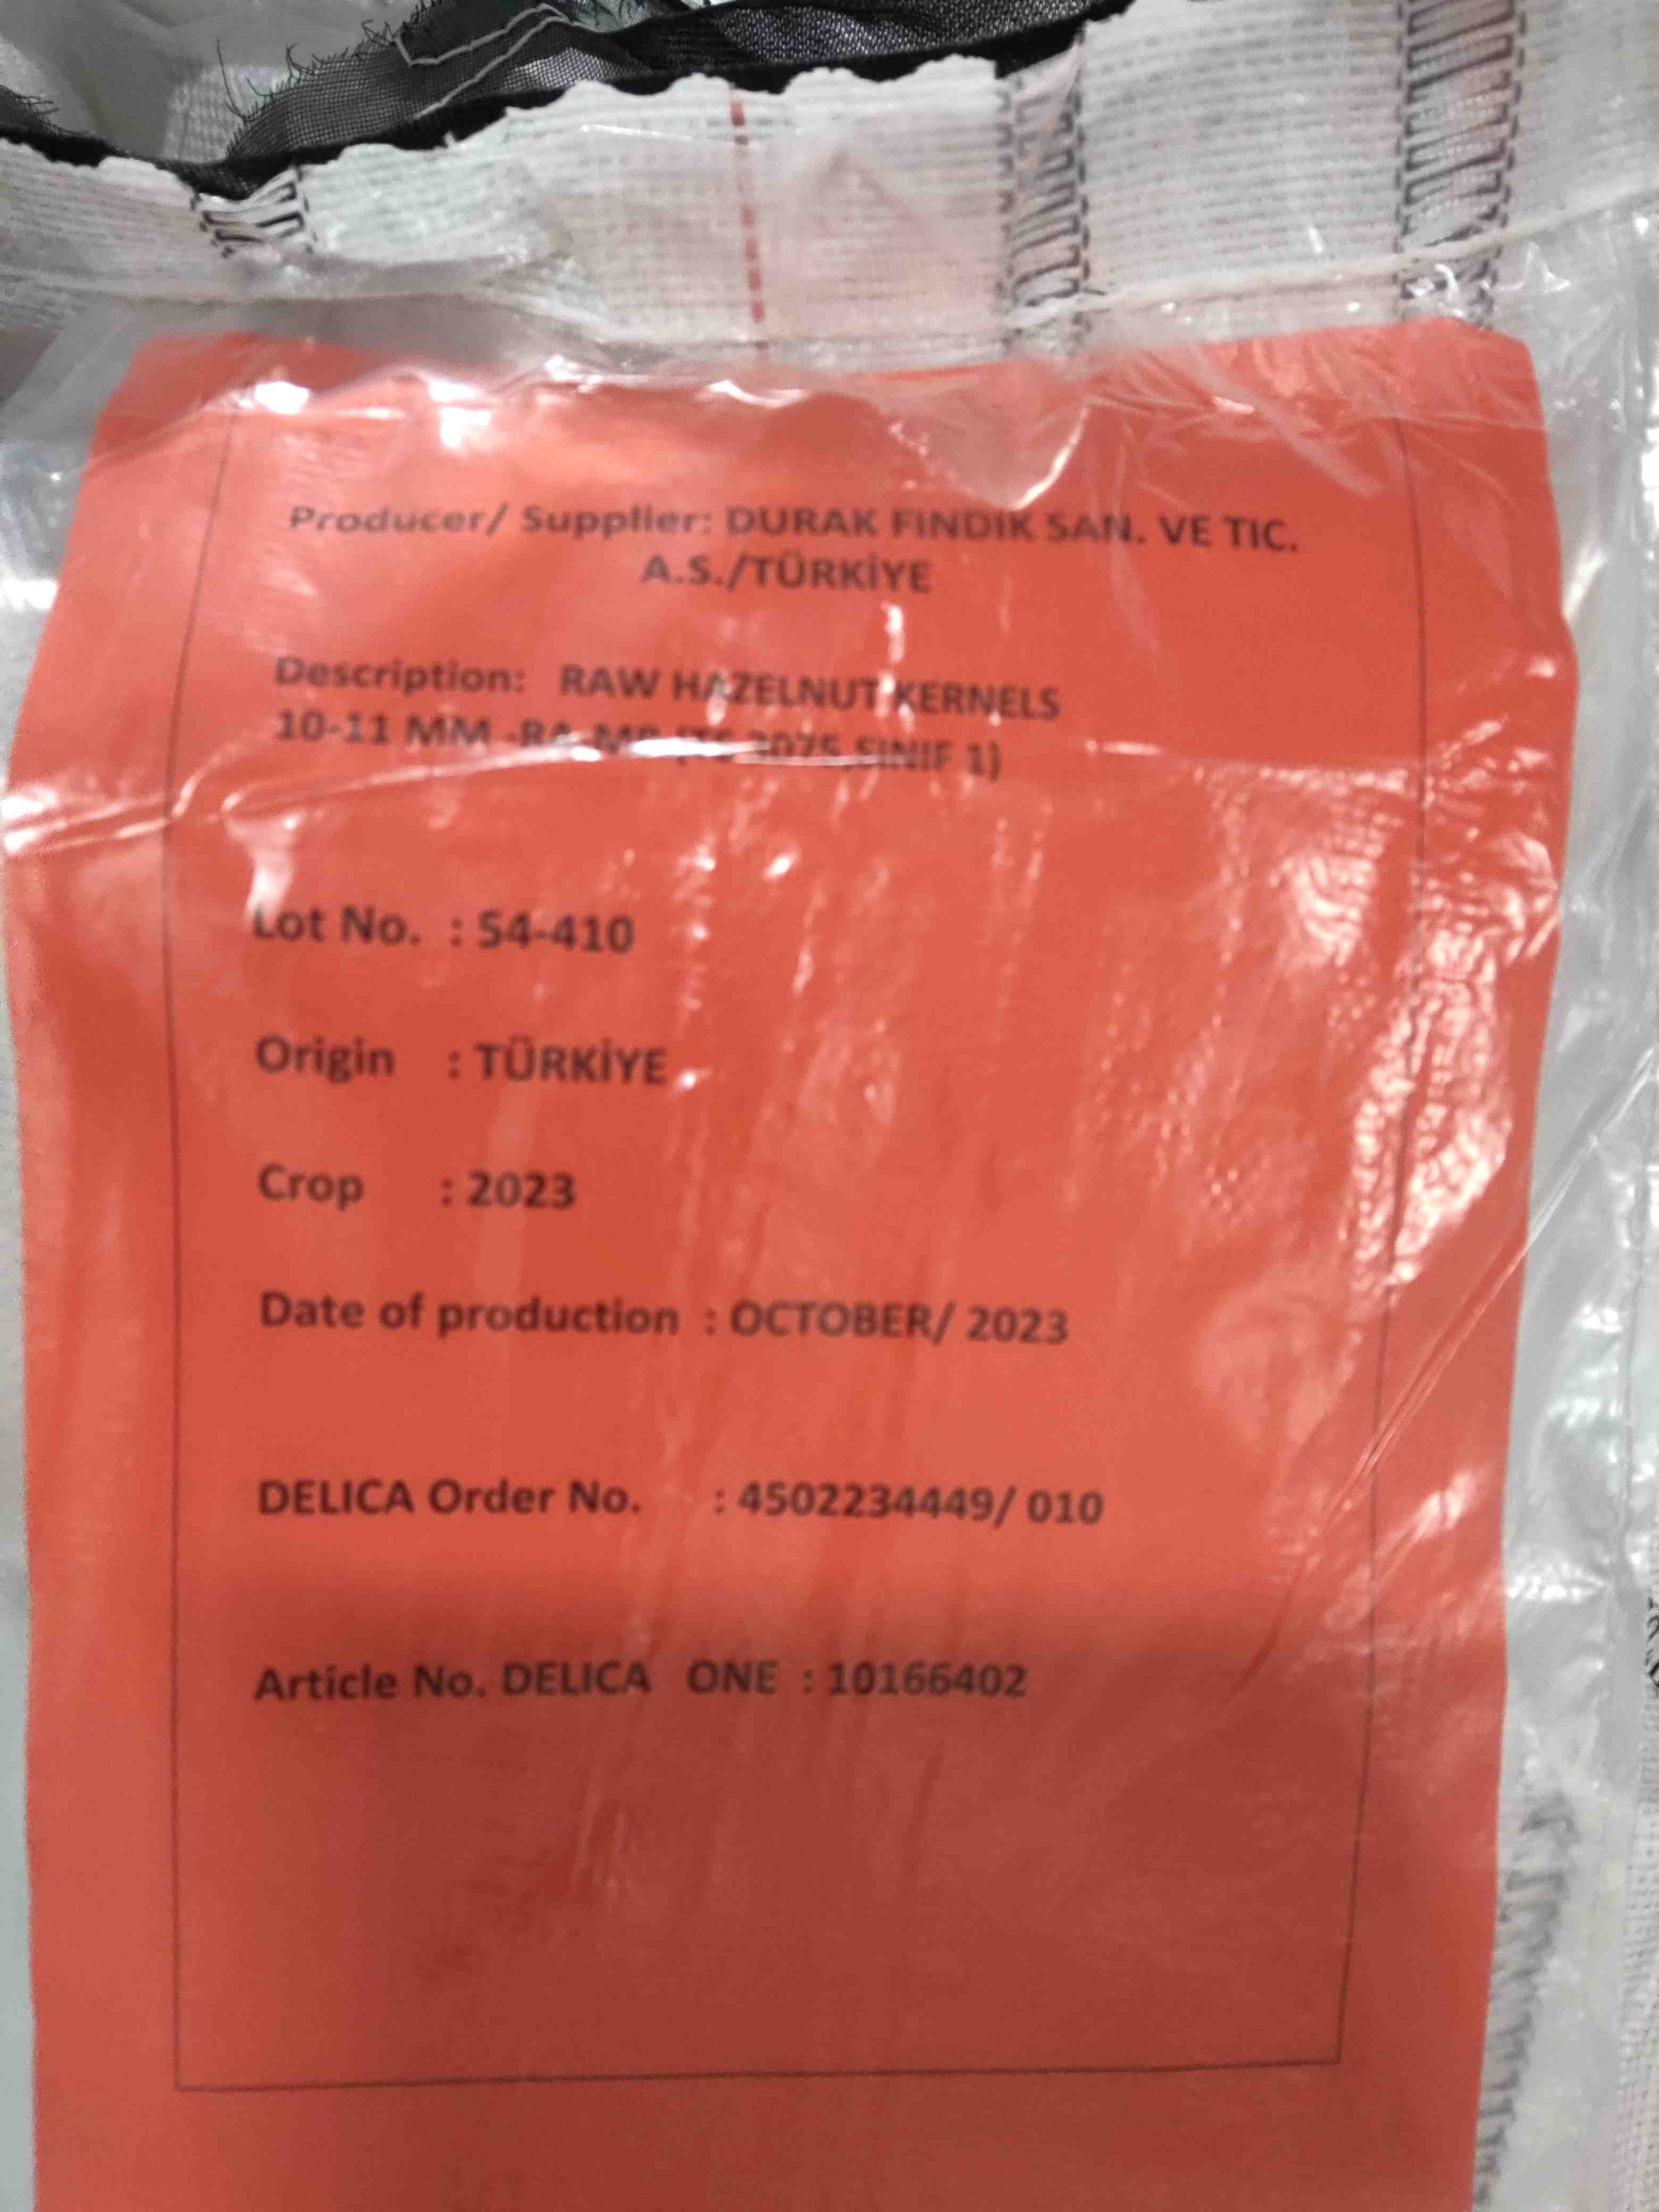 Producer/ Supplier: DURAK FINDIK SAN. VE TIC.
A.S./TÜRKİYE
Description: RAW HAZELNUT KERNELS
10-11 MM SINIF 1)
Lot No. : 54-410
Origin : TÜRKİYE
Crop : 2023
Date of production : OCTOBER/ 2023
DELICA Order No. : 4502234449/ 010
Article No. DELICA ONE : 10166402